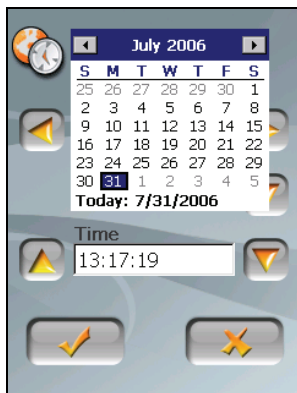 July 2006
S M T W T F S
25 26 27 28 29 30 1
2 3 4 5 6 7 8
9 10 11 12 13 14 15
16 17 18 19 20 21 22
23 24 25 26 27 28 29
30 31 1 2 3 4 5
Today: 7/31/2006
Time
13:17:19